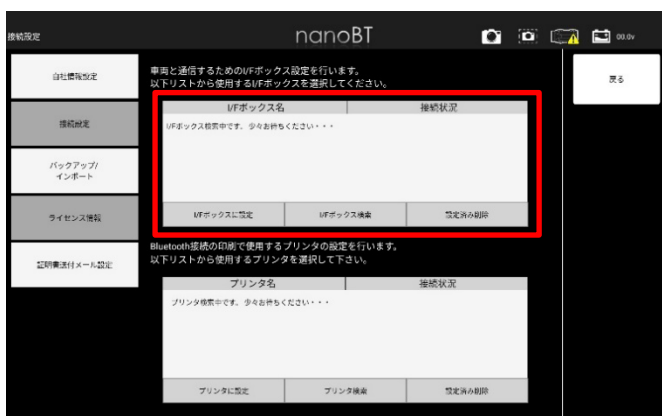 接続設定
nanoBT
00.0v
自社情報設定
接続設定
バックアップ/
インポート
ライセンス情報
証明書送付メール設定
車両と通信するためのI/Fボックス設定を行います。
以下リストから使用するI/Fボックスを選択してください。
I/Fボックス名 接続状況
I/Fボックス検索中です。少々お待ちください・・・
I/Fボックスに設定 I/Fボックス検索 設定済み削除
Bluetooth接続の印刷で使用するプリンタの設定を行います。
以下リストから使用するプリンタを選択して下さい。
プリンタ名 接続状況
プリンタ検索中です。少々お待ちください・・・
プリンタに設定 プリンタ検索 設定済み削除
戻る